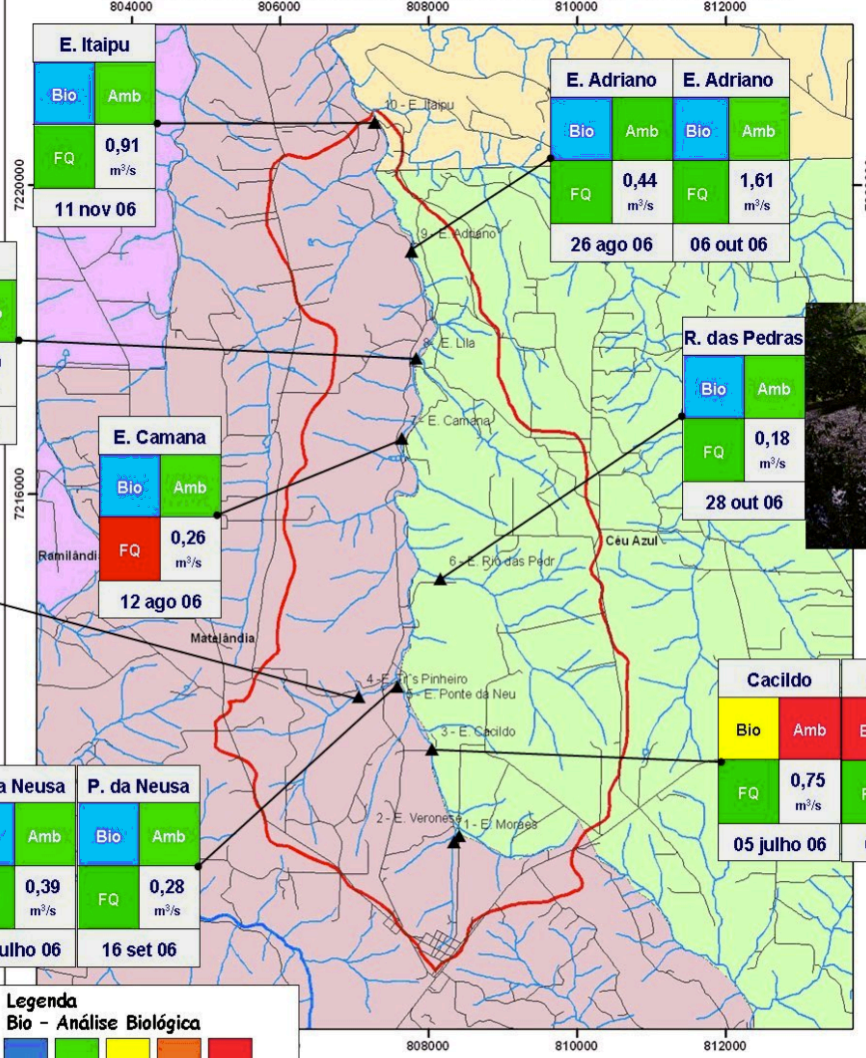 804000 806000 808000 810000 812000
E. Itaipu
Bio Amb
FQ 0,91 m³/s
11 nov 06
10 - E. Itaipu
E. Adriano E. Adriano
Bio Amb Bio Amb
FQ 0,44 m³/s FQ 1,61 m³/s
26 ago 06 06 out 06
7220000
9 - E. Adriano
8 - E. Lila
R. das Pedras
Bio Amb
FQ 0,18 m³/s
28 out 06
7 - E. Camana
E. Camana
Bio Amb
FQ 0,26 m³/s
12 ago 06
7216000
Ramilândi
Céu Azul
6 - E. Rio das Pedr
Matelândia
4 - E. Tr's Pinheiro
5 - E. Ponte da Neu
3 - E. Cacildo
Cacildo
Bio Amb
FQ 0,75 m³/s
05 julho 06
2 - E. Veronese
1 - E. Moraes
a Neusa P. da Neusa
Amb Bio Amb
0,39 m³/s FQ 0,28 m³/s
ulho 06 16 set 06
Legenda
Bio - Análise Biológica
808000 810000 812000